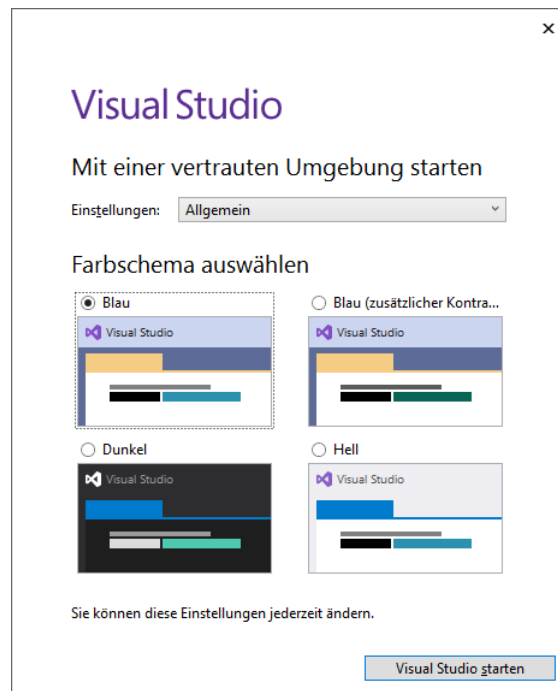 Visual Studio
Mit einer vertrauten Umgebung starten
Einstellungen: Allgemein
Farbschema auswählen
Blau
Blau (zusätzlicher Kontra...
Visual Studio
Visual Studio
Dunkel
Hell
Visual Studio
Visual Studio
Sie können diese Einstellungen jederzeit ändern.
Visual Studio starten